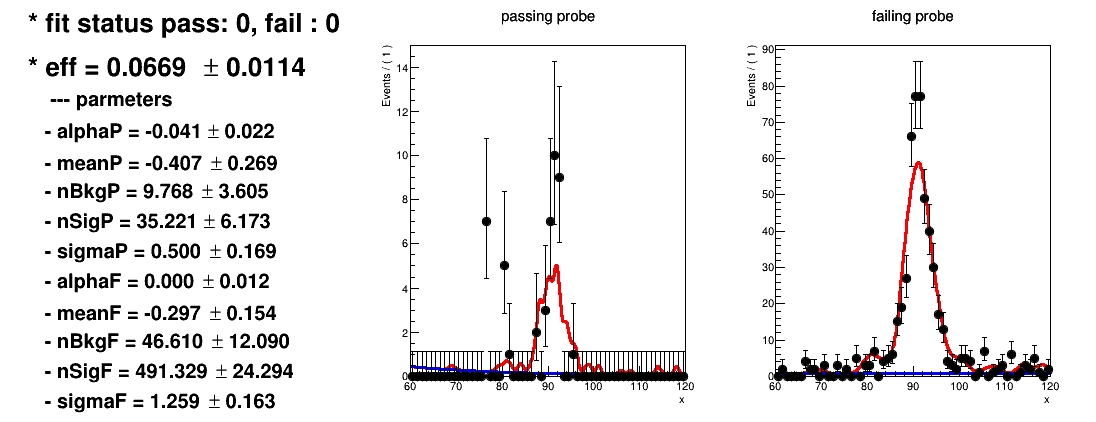 * fit status pass: 0, fail : 0
* eff = 0.0669 ± 0.0114
--- parmeters
- alphaP = -0.041 ± 0.022
- meanP = -0.407 ± 0.269
- nBkgP = 9.768 ± 3.605
- nSigP = 35.221 ± 6.173
- sigmaP = 0.500 ± 0.169
- alphaF = 0.000 ± 0.012
- meanF = -0.297 ± 0.154
- nBkgF = 46.610 ± 12.090
- nSigF = 491.329 ± 24.294
- sigmaF = 1.259 ± 0.163
passing probe
Events / ( 1 )
14
12
10
8
6
4
2
0
60 70 80 90 100 110 120
x
failing probe
Events / ( 1 )
90
80
70
60
50
40
30
20
10
0
60 70 80 90 100 110 120
x